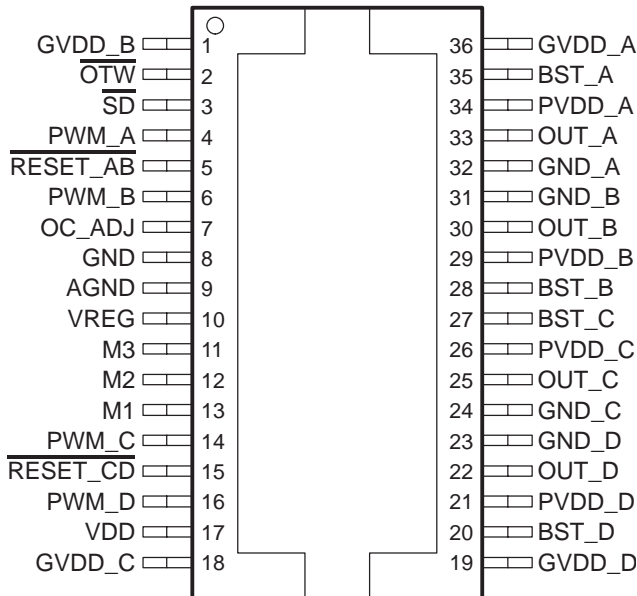 GVDD_B 1 36 GVDD_A
OTW 2 35 BST_A
SD 3 34 PVDD_A
PWM_A 4 33 OUT_A
RESET_AB 5 32 GND_A
PWM_B 6 31 GND_B
OC_ADJ 7 30 OUT_B
GND 8 29 PVDD_B
AGND 9 28 BST_B
VREG 10 27 BST_C
M3 11 26 PVDD_C
M2 12 25 OUT_C
M1 13 24 GND_C
PWM_C 14 23 GND_D
RESET_CD 15 22 OUT_D
PWM_D 16 21 PVDD_D
VDD 17 20 BST_D
GVDD_C 18 19 GVDD_D